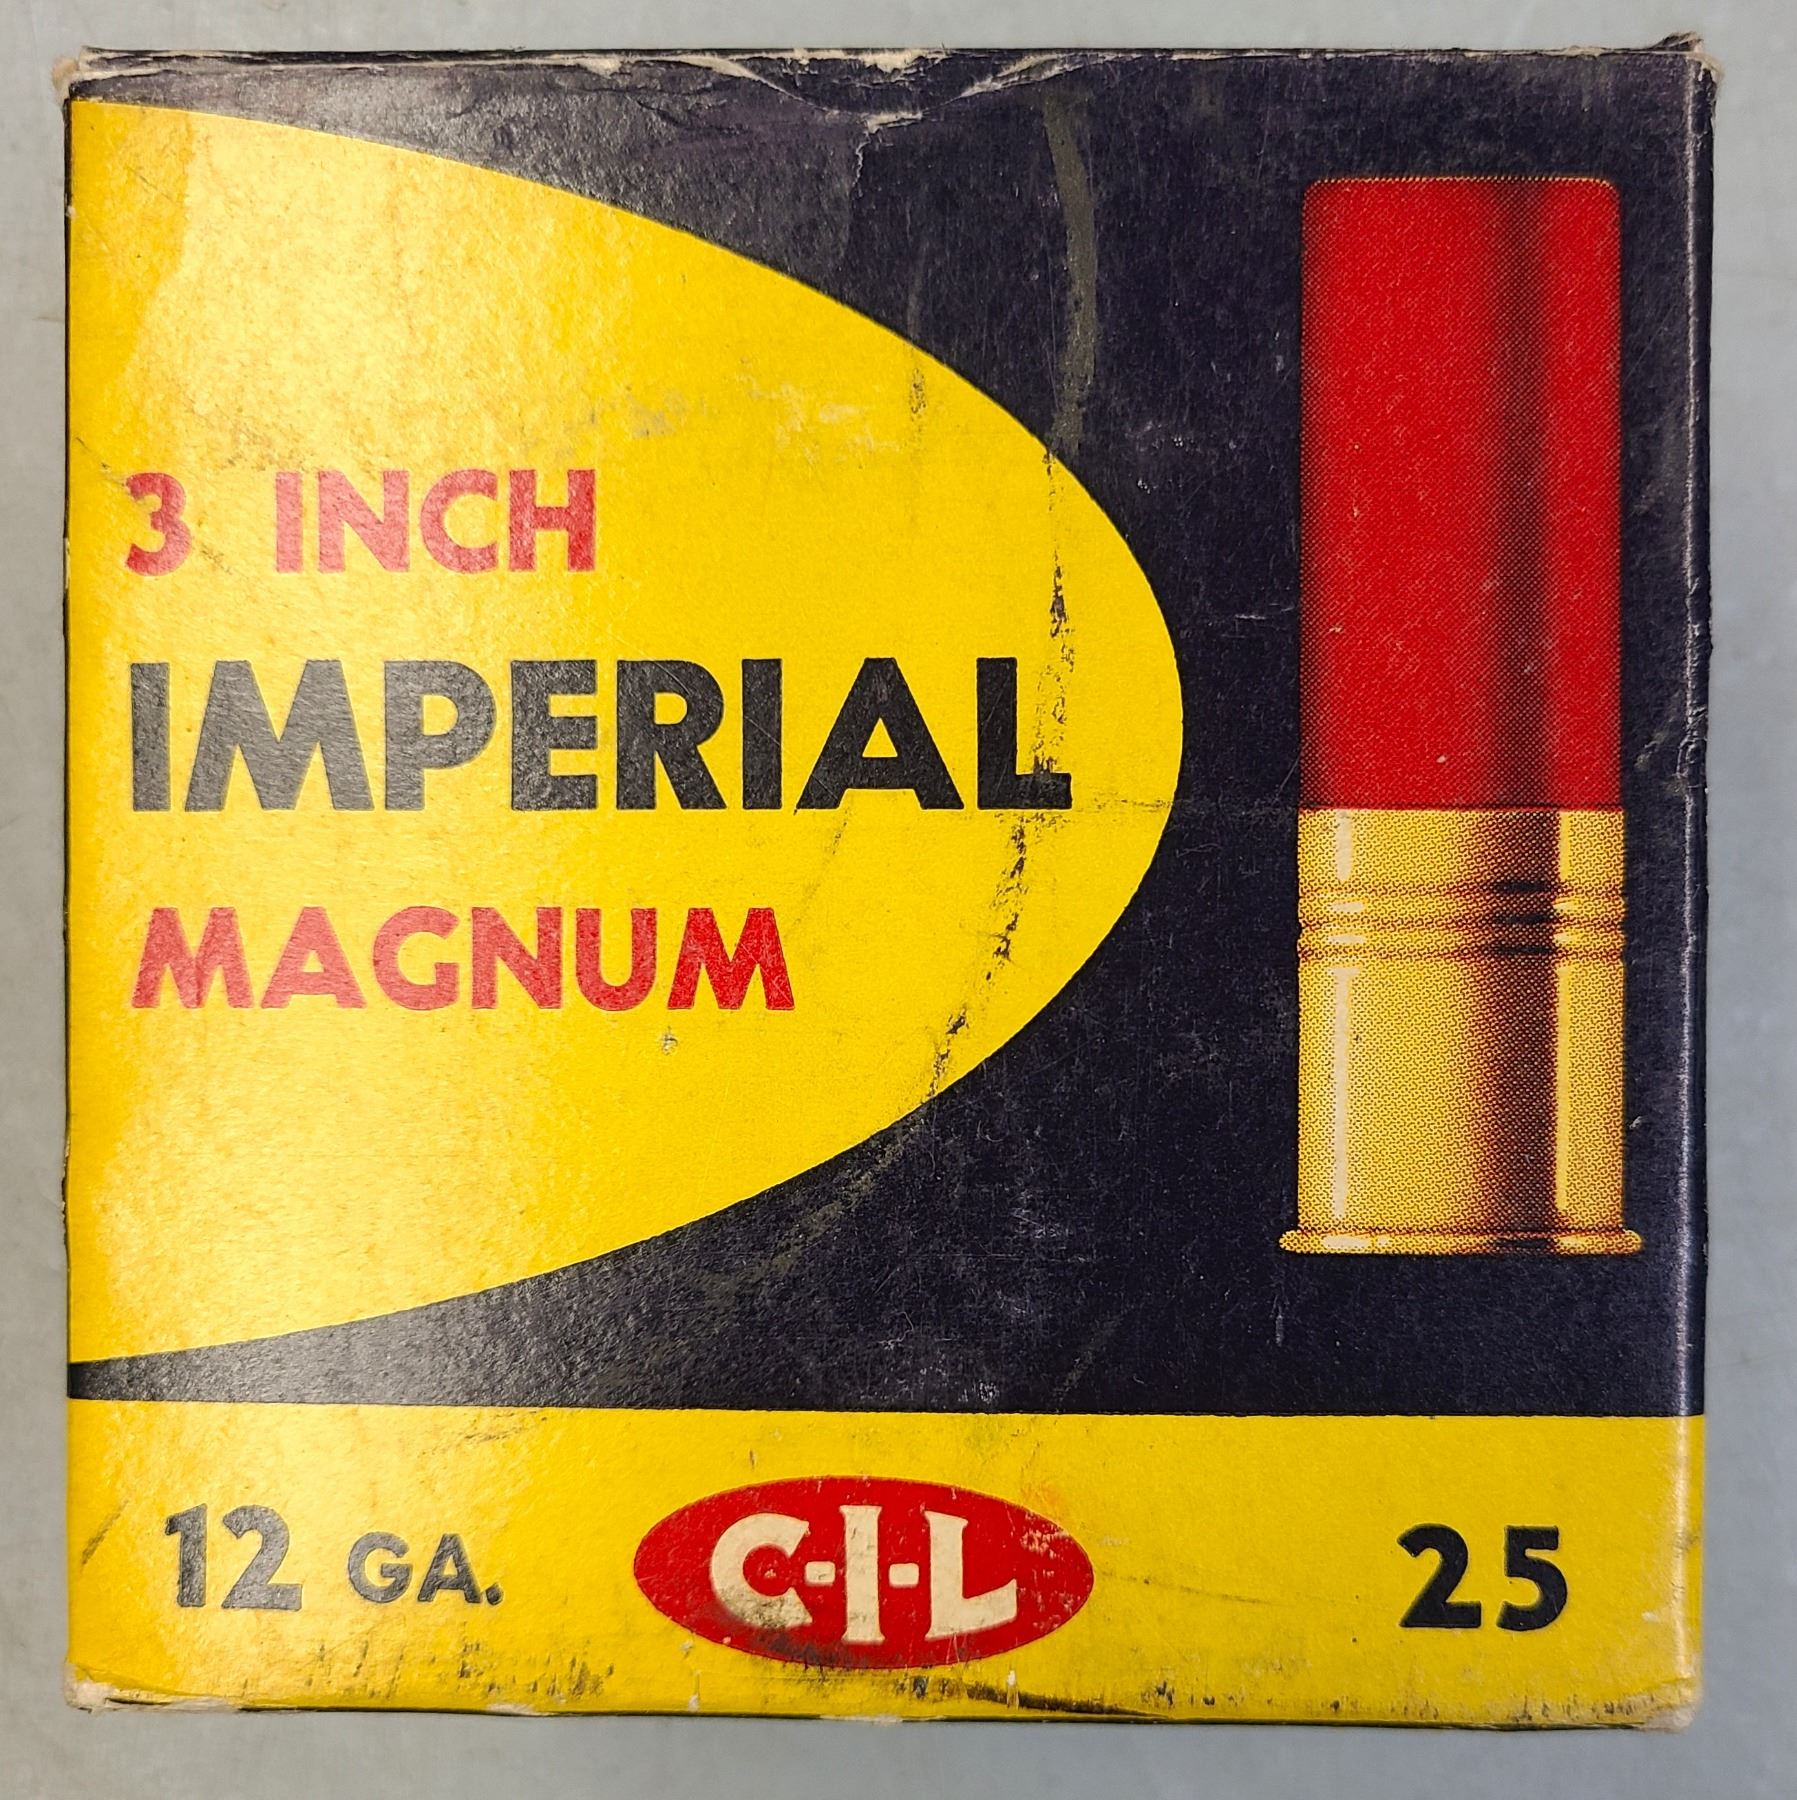 3 INCH
IMPERIAL
MAGNUM
12 GA.
C-I-L
25